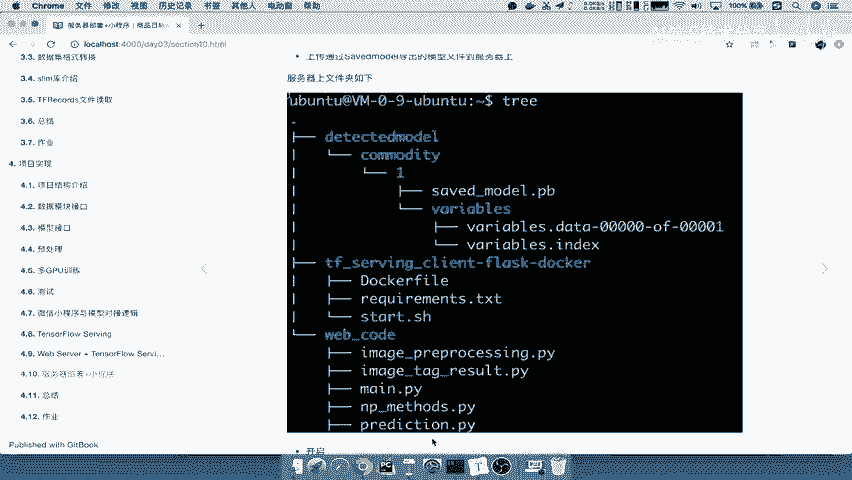 Chrome 文件 修改 视图 历史记录 书签 其他人 电动窗 帮助
100%
服务器部署+小程序 | 商品目标
localhost:4000/day03/section10.html
3.3. 数据集格式转换
3.4. slim库介绍
3.5. TFRecords文件读取
3.6. 总结
3.7. 作业
4. 项目实现
4.1. 项目结构介绍
4.2. 数据模块接口
4.3. 模型接口
4.4. 预处理
4.5. 多GPU训练
4.6. 测试
4.7. 微信小程序与模型对接逻辑
4.8. TensorFlow Serving
4.9. Web Server + TensorFlow Servi...
4.10. 服务器部署+小程序
4.11. 总结
4.12. 作业
Published with GitBook
上传通过Savedmodel导出的模型文件到服务器上
服务器上文件夹如下
ubuntu@VM-0-9-ubuntu:~$ tree
.
├── detectedmodel
│   └── commodity
│       └── 1
│           ├── saved_model.pb
│           └── variables
│               ├── variables.data-00000-of-00001
│               └── variables.index
├── tf_serving_client-flask-docker
│   ├── Dockerfile
│   ├── requirements.txt
│   └── start.sh
└── web_code
    ├── image_preprocessing.py
    ├── image_tag_result.py
    ├── main.py
    ├── np_methods.py
    ├── prediction.py
开启